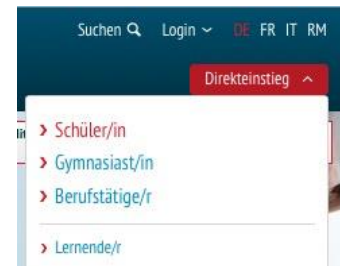 Suchen Login DE FR IT RM
Direkteinstieg
Schüler/in
Gymnasiast/in
Berufstätige/r
Lernende/r